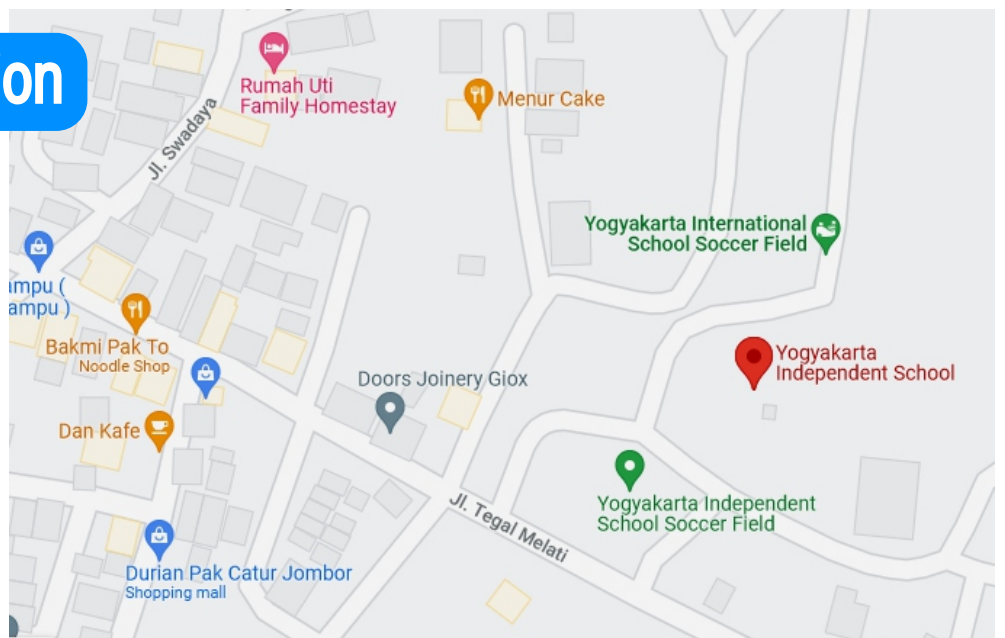 on
Rumah Uti
Family Homestay
Menur Cake
Jl. Swadaya
Yogyakarta International
School Soccer Field
ampu (
ampu )
Bakmi Pak To
Noodle Shop
Yogyakarta
Independent School
Doors Joinery Giox
Dan Kafe
Jl. Tegal Melati
Yogyakarta Independent
School Soccer Field
Durian Pak Catur Jombor
Shopping mall